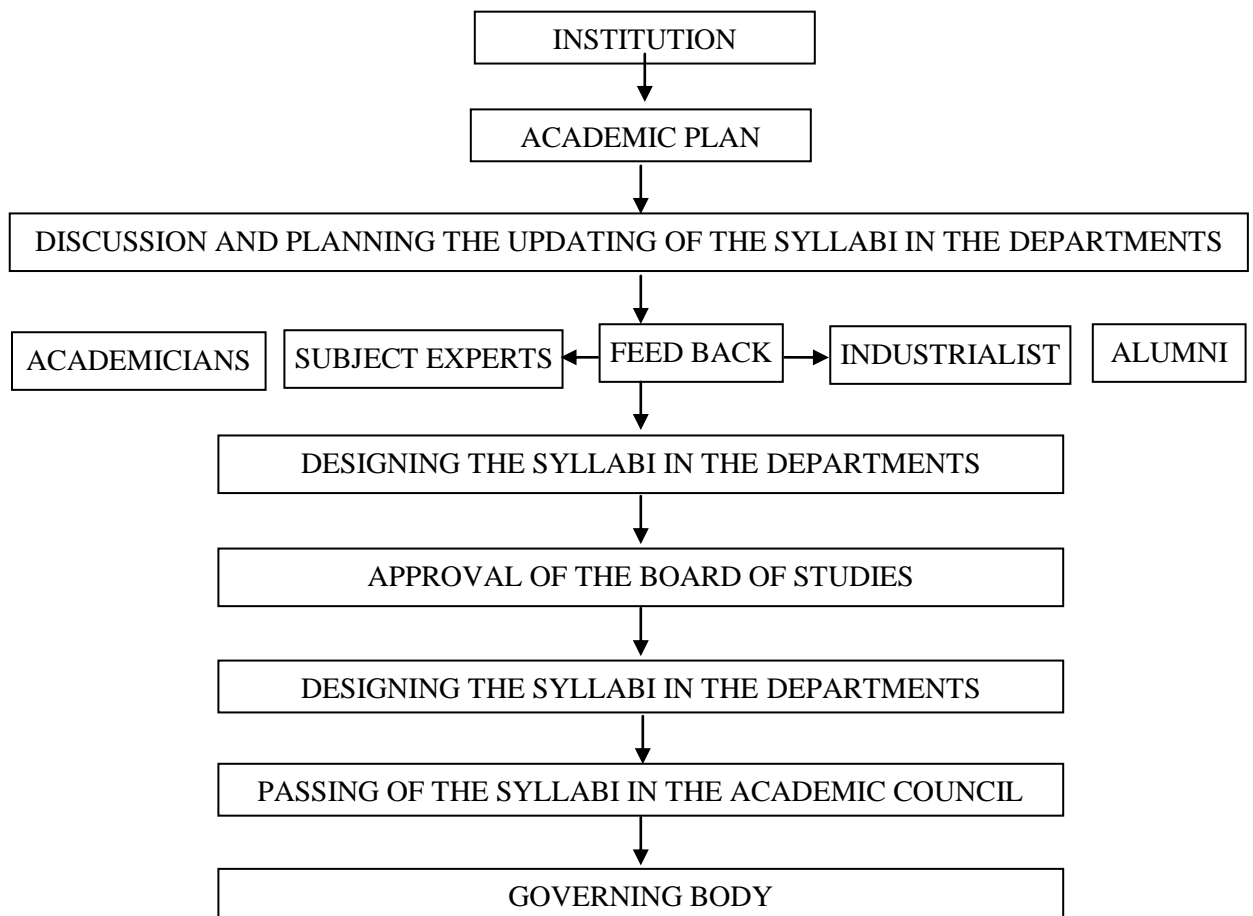 INSTITUTION
ACADEMIC PLAN
DISCUSSION AND PLANNING THE UPDATING OF THE SYLLABI IN THE DEPARTMENTS
ACADEMICIANS
SUBJECT EXPERTS
FEED BACK
INDUSTRIALIST
ALUMNI
DESIGNING THE SYLLABI IN THE DEPARTMENTS
APPROVAL OF THE BOARD OF STUDIES
DESIGNING THE SYLLABI IN THE DEPARTMENTS
PASSING OF THE SYLLABI IN THE ACADEMIC COUNCIL
GOVERNING BODY